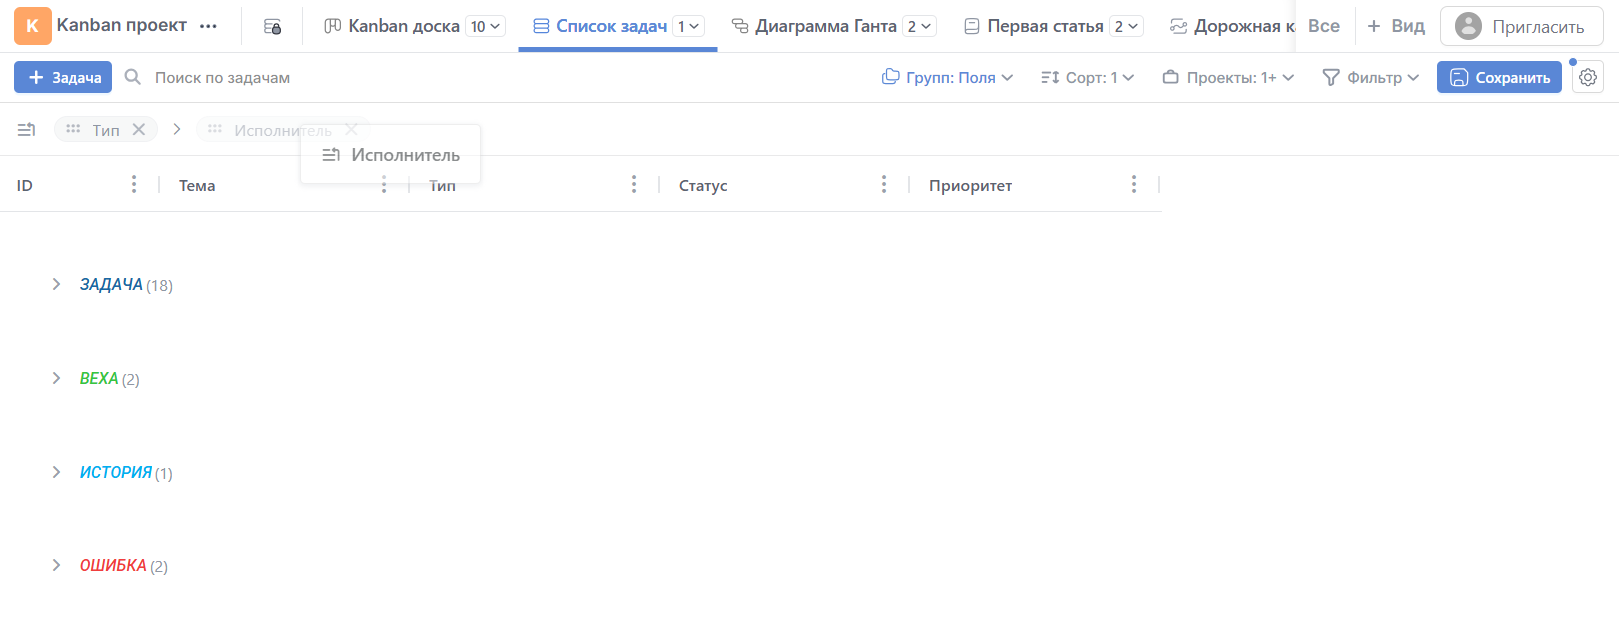 K Kanban проект ••• Kanban доска 10 Список задач 1 Диаграмма Ганта 2 Первая статья 2 Дорожная к Все + Вид Пригласить
+ Задача Поиск по задачам Групп: Поля Сорт: 1 Проекты: 1+ Фильтр Сохранить
Тип Исполнитель
Исполнитель
ID Тема Тип Статус Приоритет
ЗАДАЧА (18)
ВЕХА (2)
ИСТОРИЯ (1)
ОШИБКА (2)